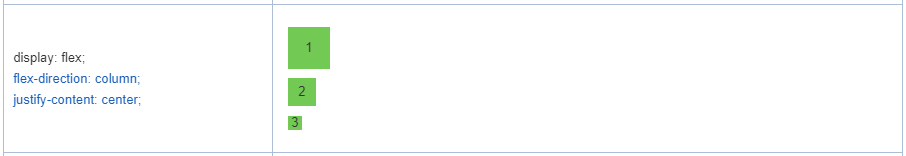 display: flex;
flex-direction: column;
justify-content: center;
1
2
3